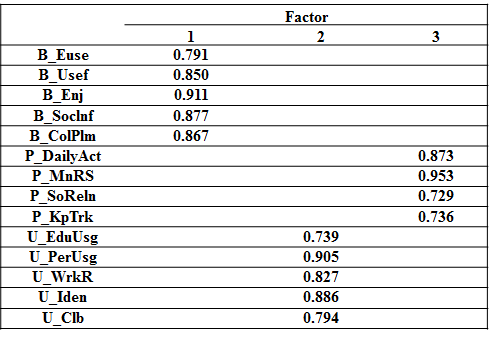 Factor
1 2 3
B_Euse 0.791
B_Usef 0.850
B_Enj 0.911
B_SocInf 0.877
B_ColPlm 0.867
P_DailyAct 0.873
P_MnRS 0.953
P_SoReln 0.729
P_KpTrk 0.736
U_EduUsg 0.739
U_PerUsg 0.905
U_WrkR 0.827
U_Iden 0.886
U_Clb 0.794